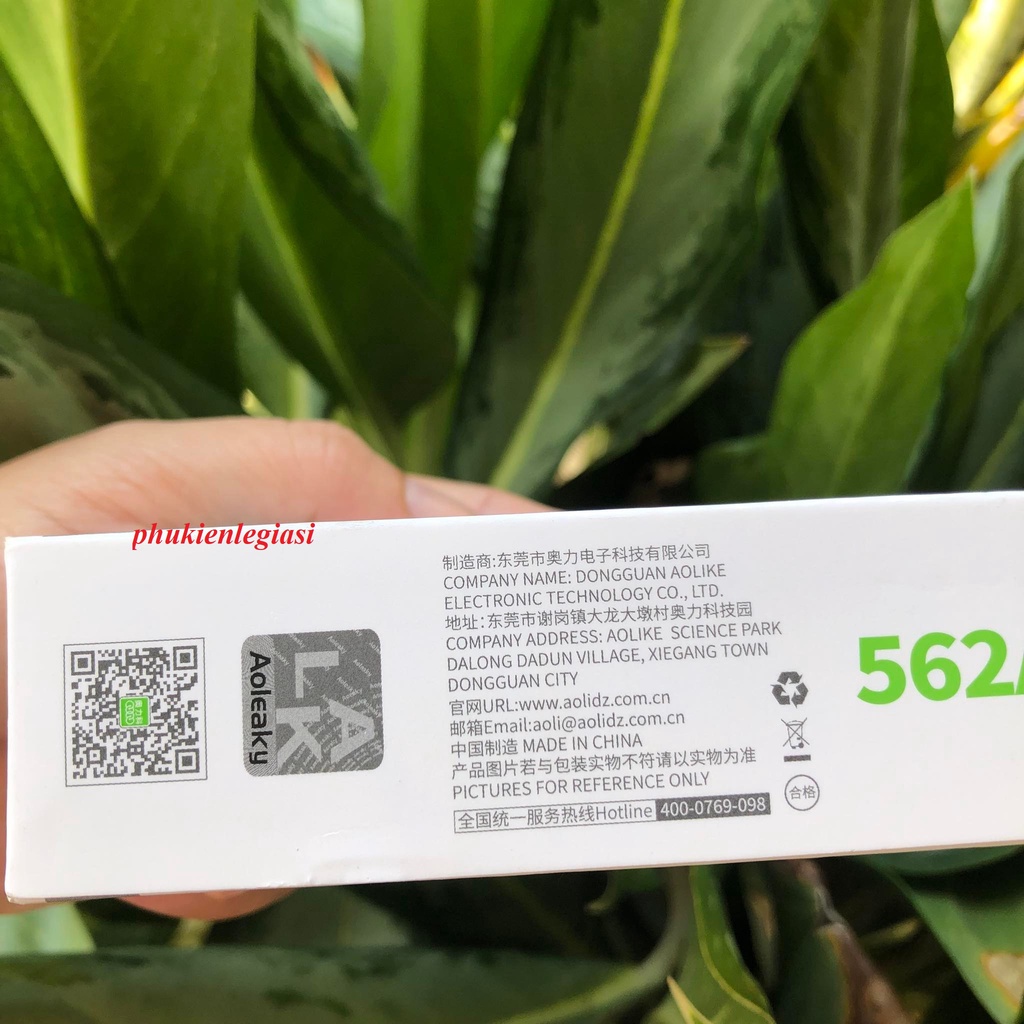 phukienlegiasi
制造商:东莞市奥力电子科技有限公司
COMPANY NAME: DONGGUAN AOLIKE
ELECTRONIC TECHNOLOGY CO., LTD.
地址:东莞市谢岗镇大龙大墩村奥力科技园
COMPANY ADDRESS: AOLIKE SCIENCE PARK
DALONG DADUN VILLAGE, XIEGANG TOWN
DONGGUAN CITY
官网URL:www.aolidz.com.cn
邮箱Email:aoli@aolidz.com.cn
中国制造 MADE IN CHINA
产品图片若与包装实物不符请以实物为准
PICTURES FOR REFERENCE ONLY
全国统一服务热线Hotline 400-0769-098
Aoleaky
ALK
合格
562